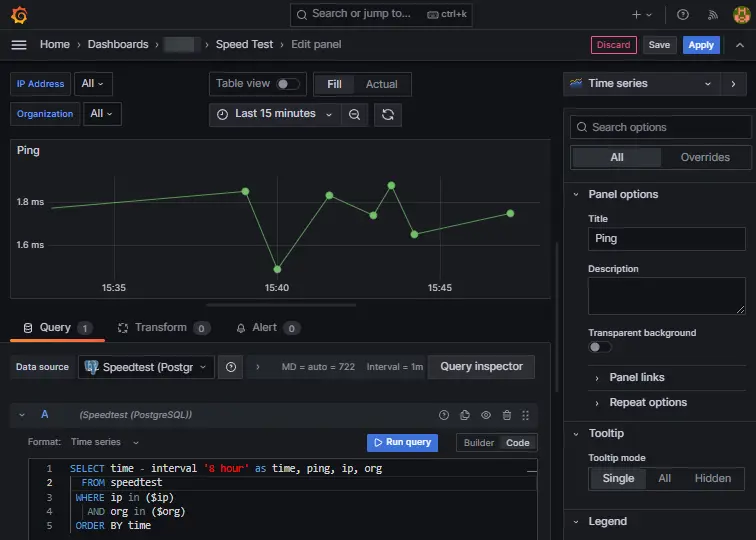 Search or jump to... ctrl+k
Home › Dashboards › › Speed Test › Edit panel
Discard Save Apply
IP Address All
Organization All
Table view Fill Actual
Last 15 minutes
Ping
1.8 ms
1.6 ms
15:35 15:40 15:45
Query 1 Transform 0 Alert 0
Data source Speedtest (Postgr MD = auto = 722 Interval = 1m Query inspector
A (Speedtest (PostgreSQL))
Format: Time series Run query Builder Code
1 SELECT time - interval '8 hour' as time, ping, ip, org
2 FROM speedtest
3 WHERE ip in ($ip)
4 AND org in ($org)
5 ORDER BY time
Time series
Search options
All Overrides
Panel options
Title
Ping
Description
Transparent background
Panel links
Repeat options
Tooltip
Tooltip mode
Single All Hidden
Legend